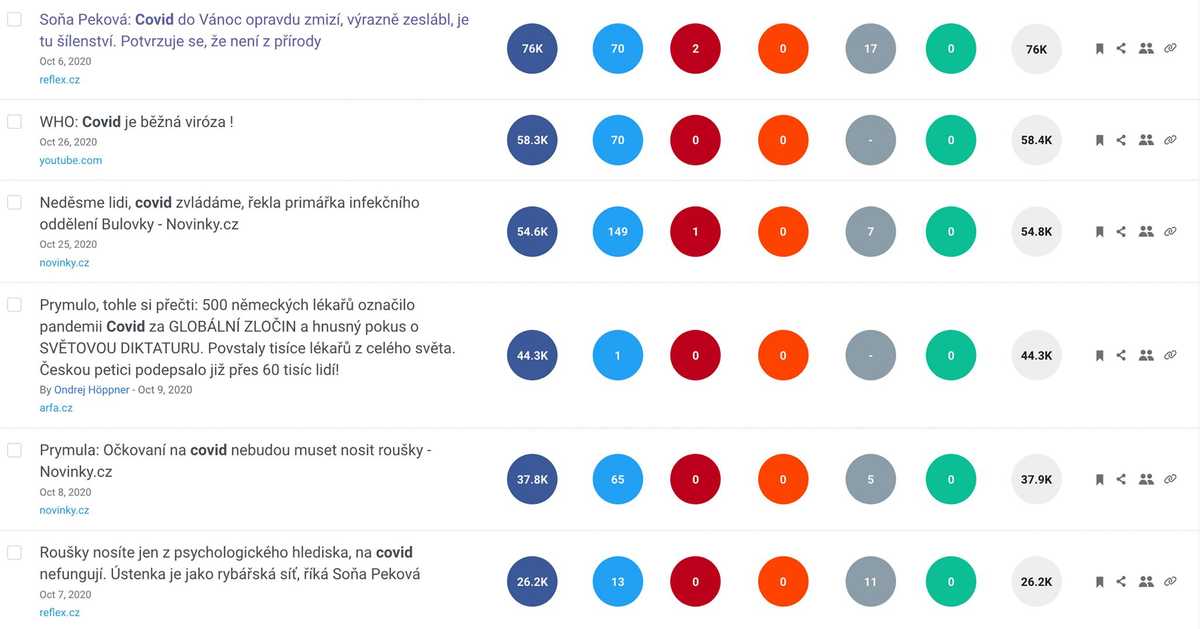 Soňa Peková: Covid do Vánoc opravdu zmizí, výrazně zeslábl, je
tu šílenství. Potvrzuje se, že není z přírody
Oct 6, 2020
reflex.cz
76K 70 2 0 17 0 76K
WHO: Covid je běžná viróza !
Oct 26, 2020
youtube.com
58.3K 70 0 0 - 0 58.4K
Neděsme lidi, covid zvládáme, řekla primářka infekčního
oddělení Bulovky - Novinky.cz
Oct 25, 2020
novinky.cz
54.6K 149 1 0 7 0 54.8K
Prymulo, tohle si přečti: 500 německých lékařů označilo
pandemii Covid za GLOBÁLNÍ ZLOČIN a hnusný pokus o
SVĚTOVOU DIKTATURU. Povstaly tisíce lékařů z celého světa.
Českou petici podepsalo již přes 60 tisíc lidí!
By Ondrej Höppner - Oct 9, 2020
arfa.cz
44.3K 1 0 0 - 0 44.3K
Prymula: Očkovaní na covid nebudou muset nosit roušky -
Novinky.cz
Oct 8, 2020
novinky.cz
37.8K 65 0 0 5 0 37.9K
Roušky nosíte jen z psychologického hlediska, na covid
nefungují. Ústenka je jako rybářská síť, říká Soňa Peková
Oct 7, 2020
reflex.cz
26.2K 13 0 0 11 0 26.2K